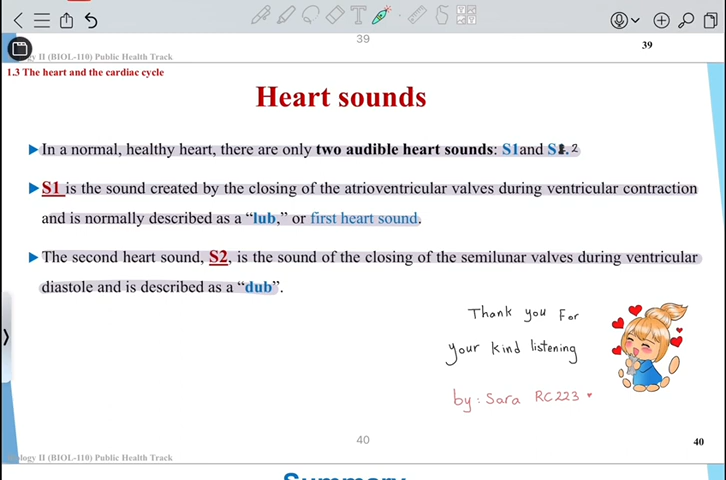 39
ogy II (BIOL-110) Public Health Track
39
1.3 The heart and the cardiac cycle
Heart sounds
In a normal, healthy heart, there are only two audible heart sounds: S1and S. 2
S1 is the sound created by the closing of the atrioventricular valves during ventricular contraction
and is normally described as a “lub,” or first heart sound.
The second heart sound, S2, is the sound of the closing of the semilunar valves during ventricular
diastole and is described as a “dub”.
Thank you For
your kind listening
by: Sara RC223
40
40
ology II (BIOL-110) Public Health Track
Summary